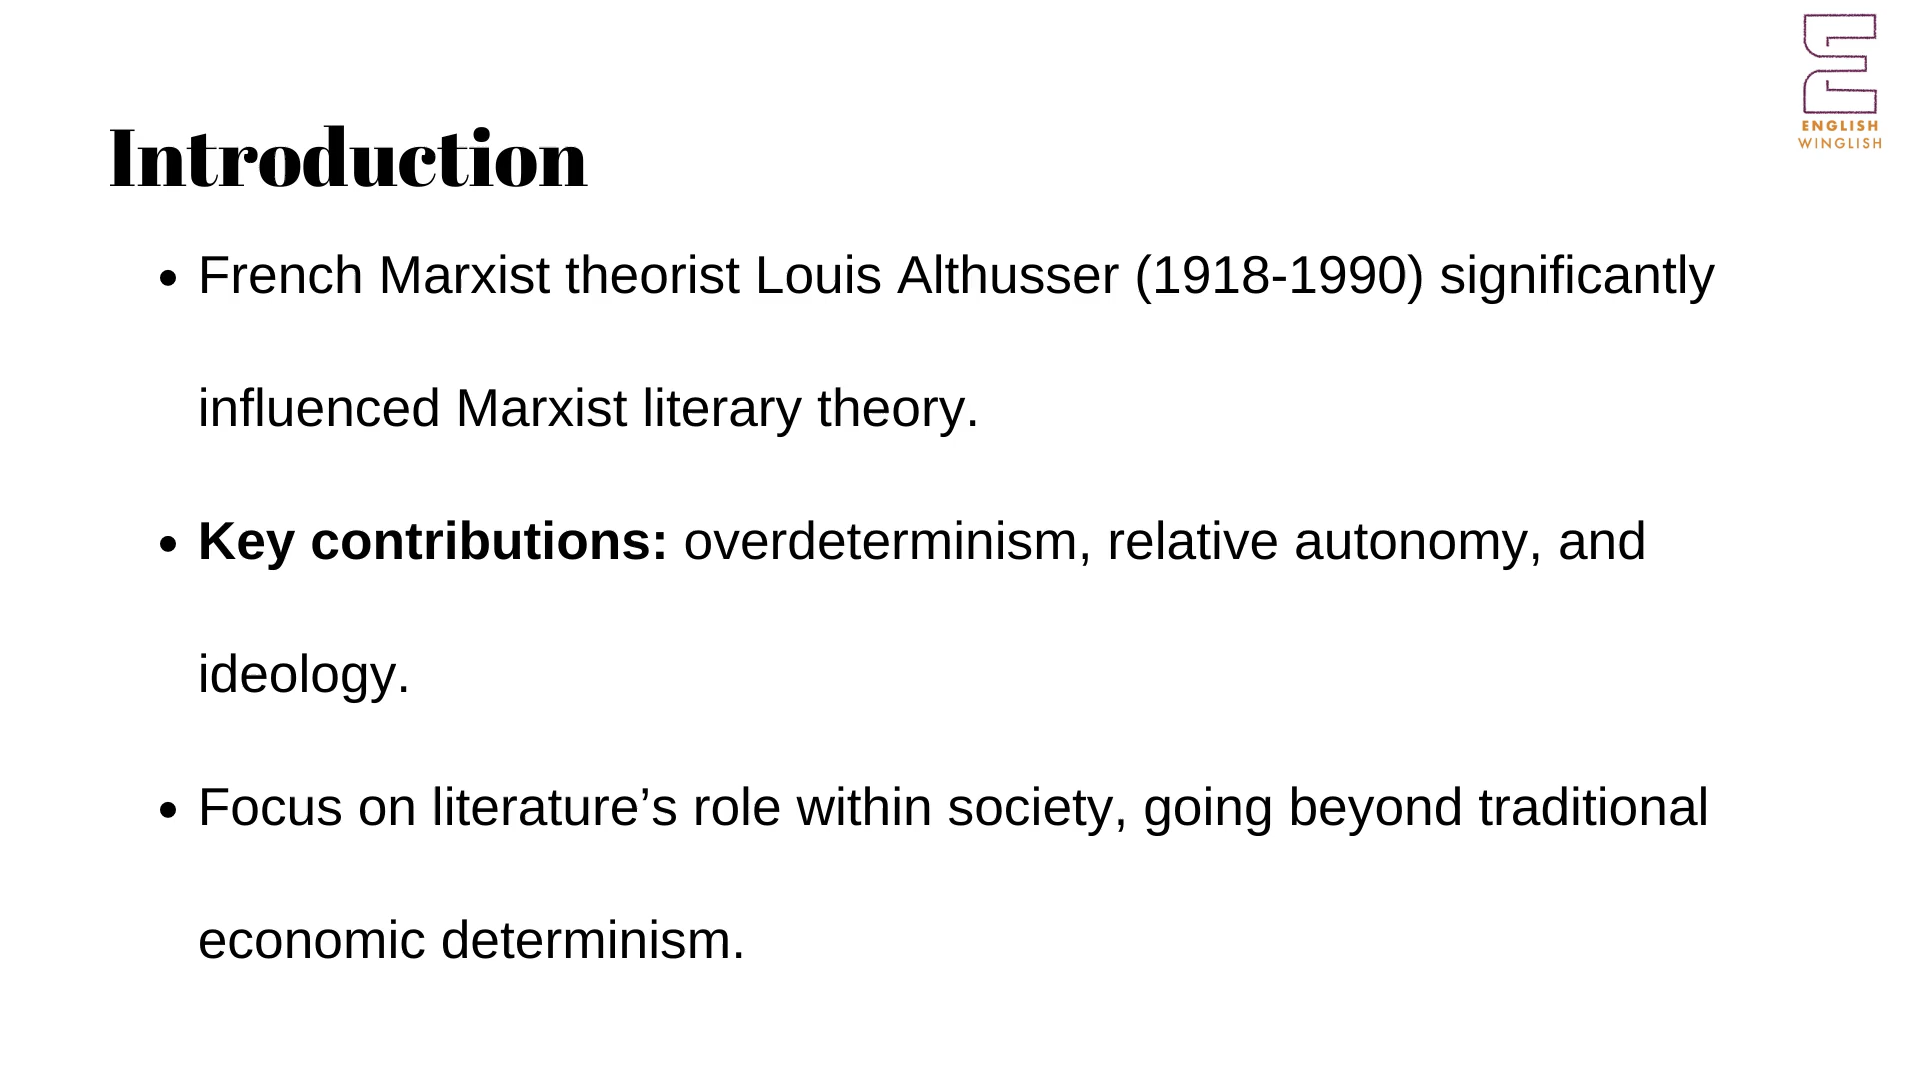 ENGLISH
WINGLISH
Introduction
• French Marxist theorist Louis Althusser (1918-1990) significantly
influenced Marxist literary theory.
• Key contributions: overdeterminism, relative autonomy, and
ideology.
• Focus on literature’s role within society, going beyond traditional
economic determinism.